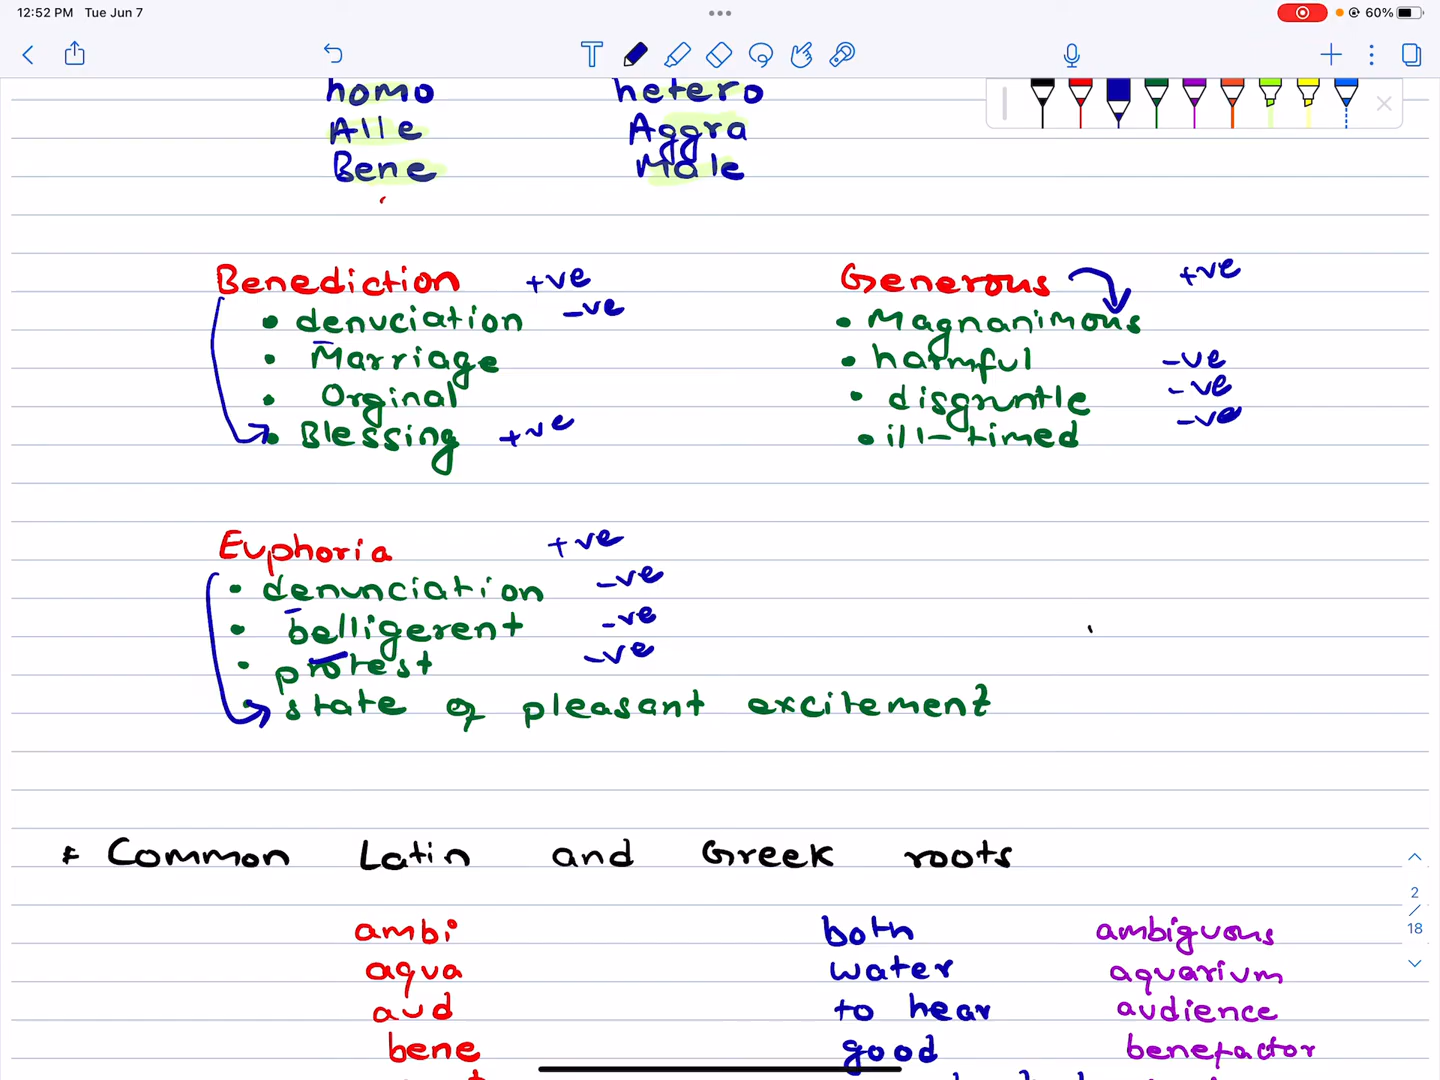 12:52 PM Tue Jun 7
60%
homo hetero
Alle Aggra
Bene Male
Benediction +ve
• denuciation -ve
• Marriage
• Orginal
• Blessing +ve
Generous +ve
• Magnanimous
• harmful -ve
• disgruntle -ve
• ill-timed -ve
Euphoria +ve
• denunciation -ve
• belligerent -ve
• protest -ve
• state of pleasant excitement
* Common Latin and Greek roots
ambi both ambiguous
aqua water aquarium
aud to hear audience
bene good benefactor
2
/
18